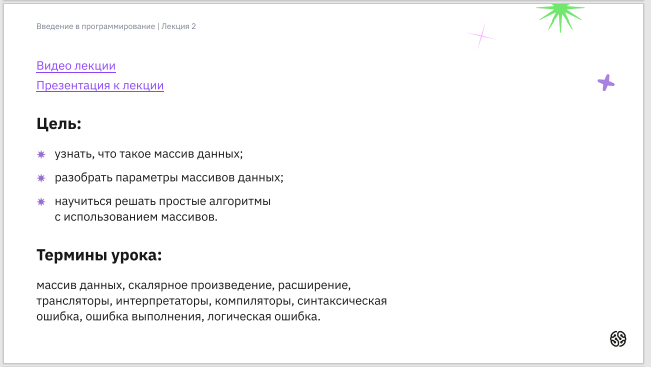 Введение в программирование | Лекция 2
Видео лекции
Презентация к лекции
Цель:
узнать, что такое массив данных;
разобрать параметры массивов данных;
научиться решать простые алгоритмы
с использованием массивов.
Термины урока:
массив данных, скалярное произведение, расширение,
трансляторы, интерпретаторы, компиляторы, синтаксическая
ошибка, ошибка выполнения, логическая ошибка.